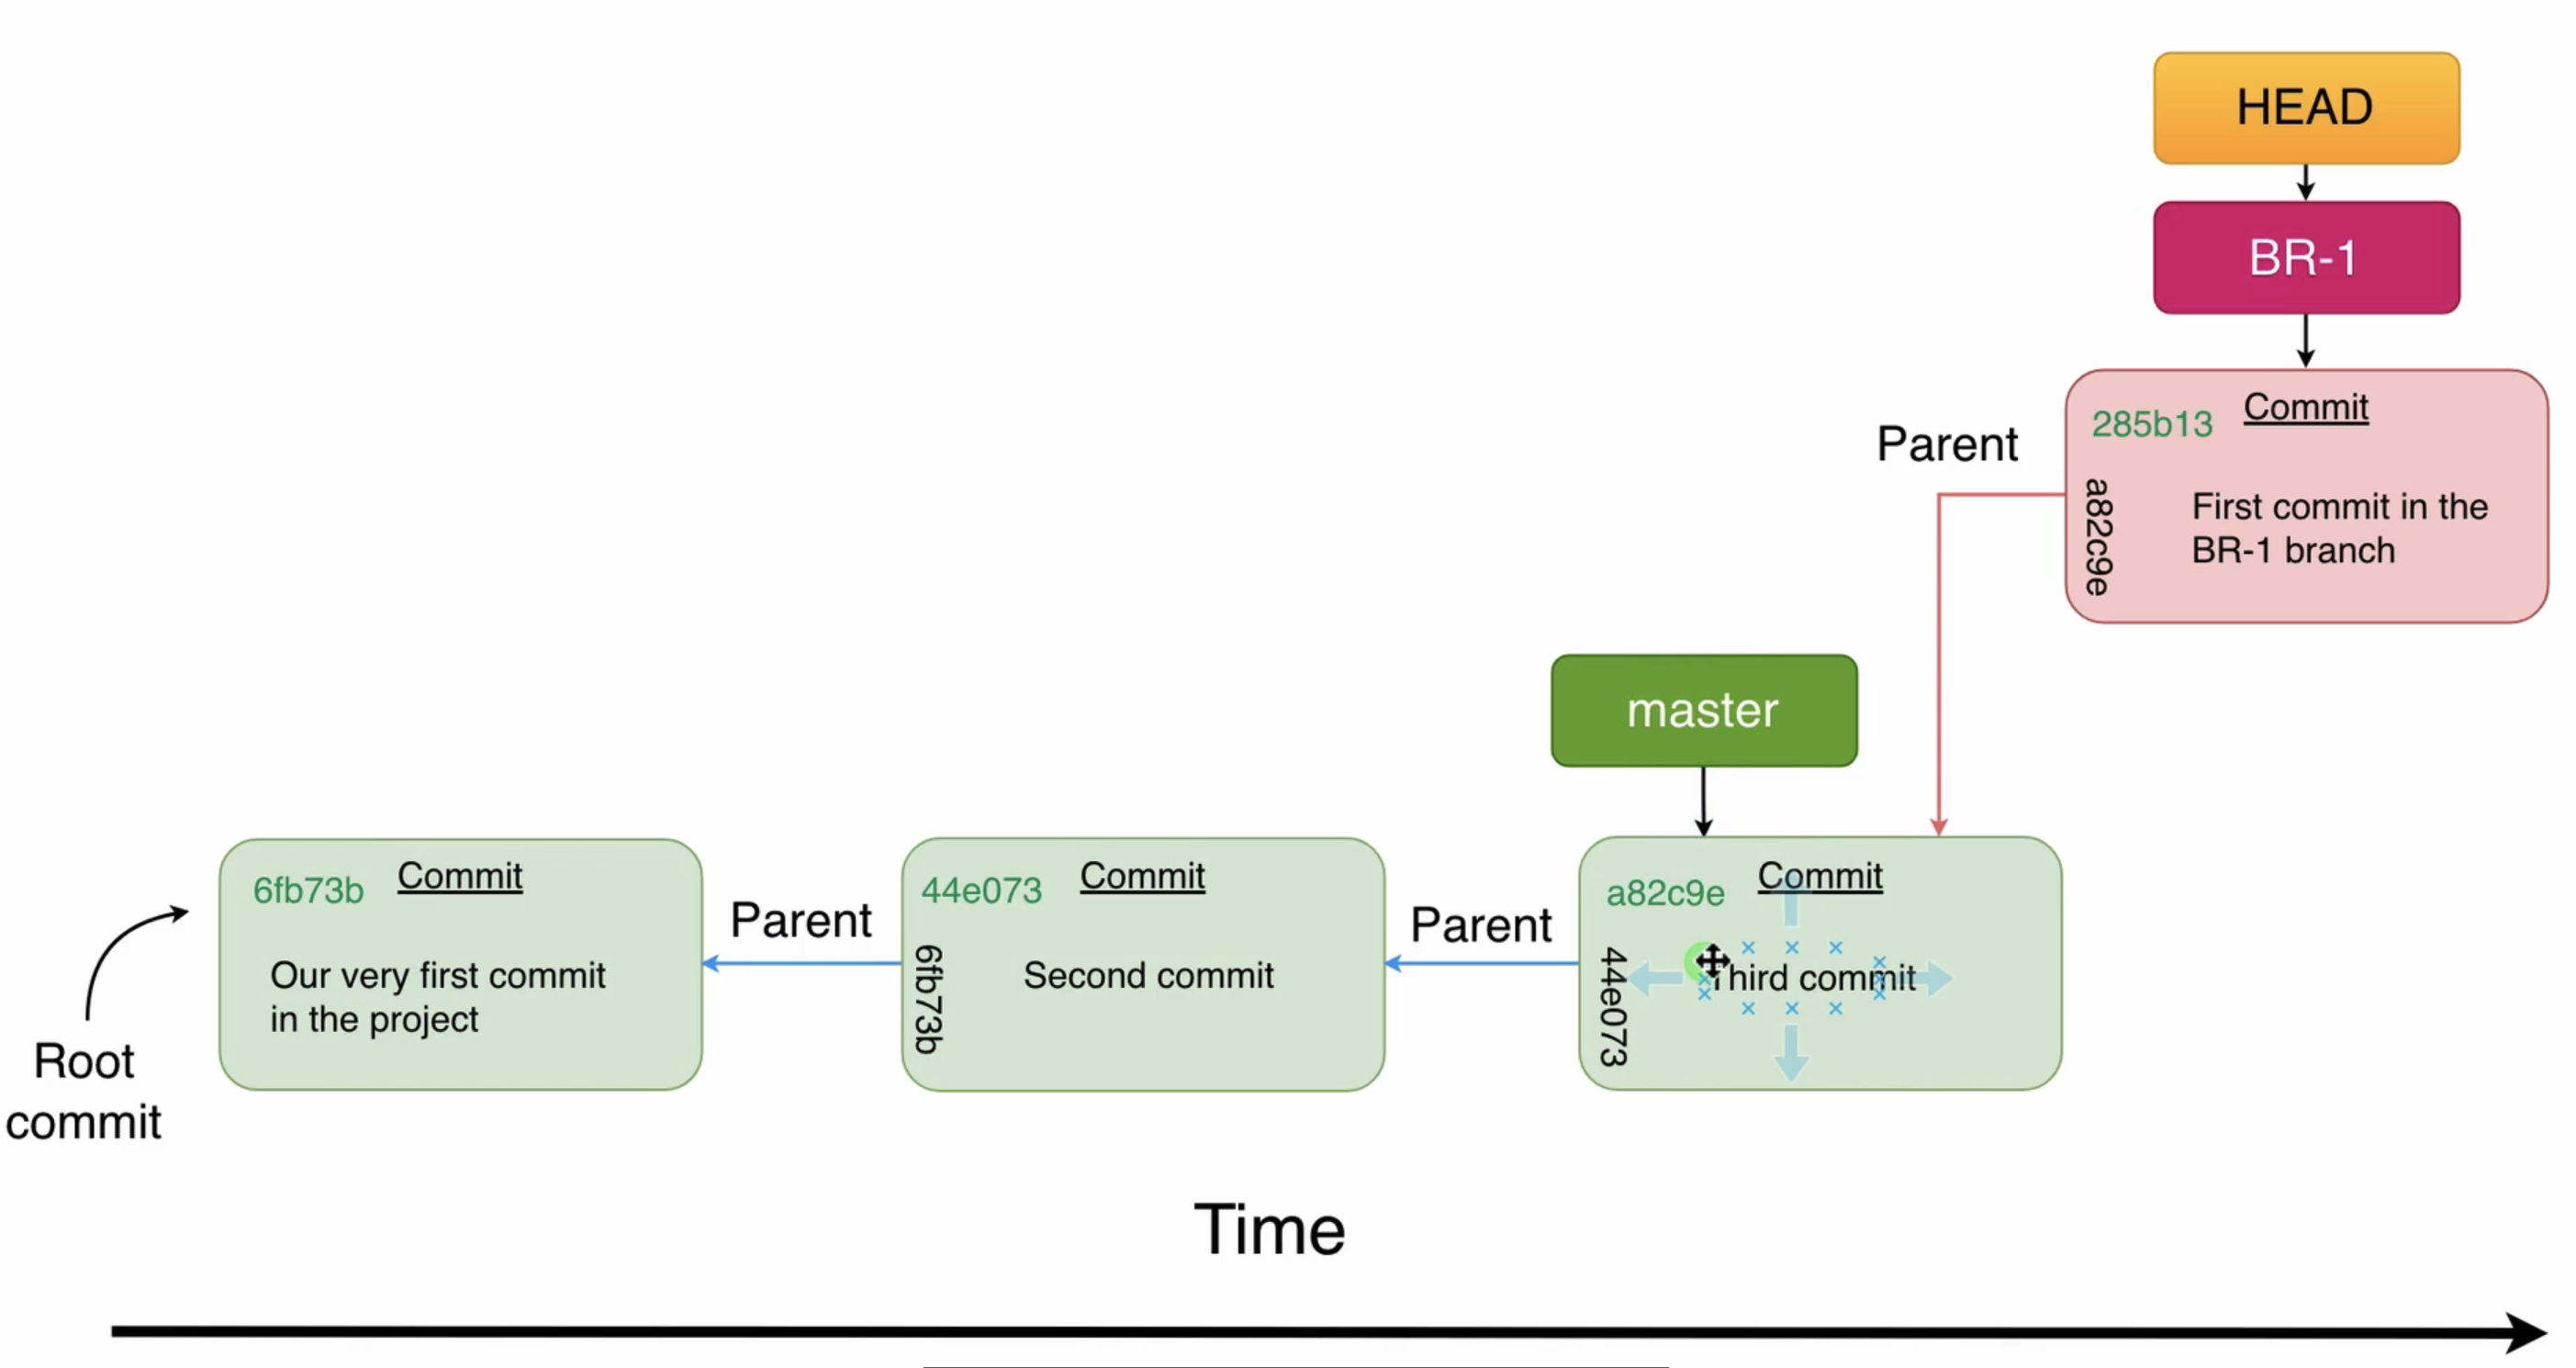 HEAD
BR-1
285b13
Commit
Parent
a82c9e
First commit in the
BR-1 branch
master
6fb73b
Commit
Our very first commit
in the project
Root
commit
Parent
44e073
Commit
6fb73b
Second commit
Parent
a82c9e
Commit
44e073
Third commit
Time